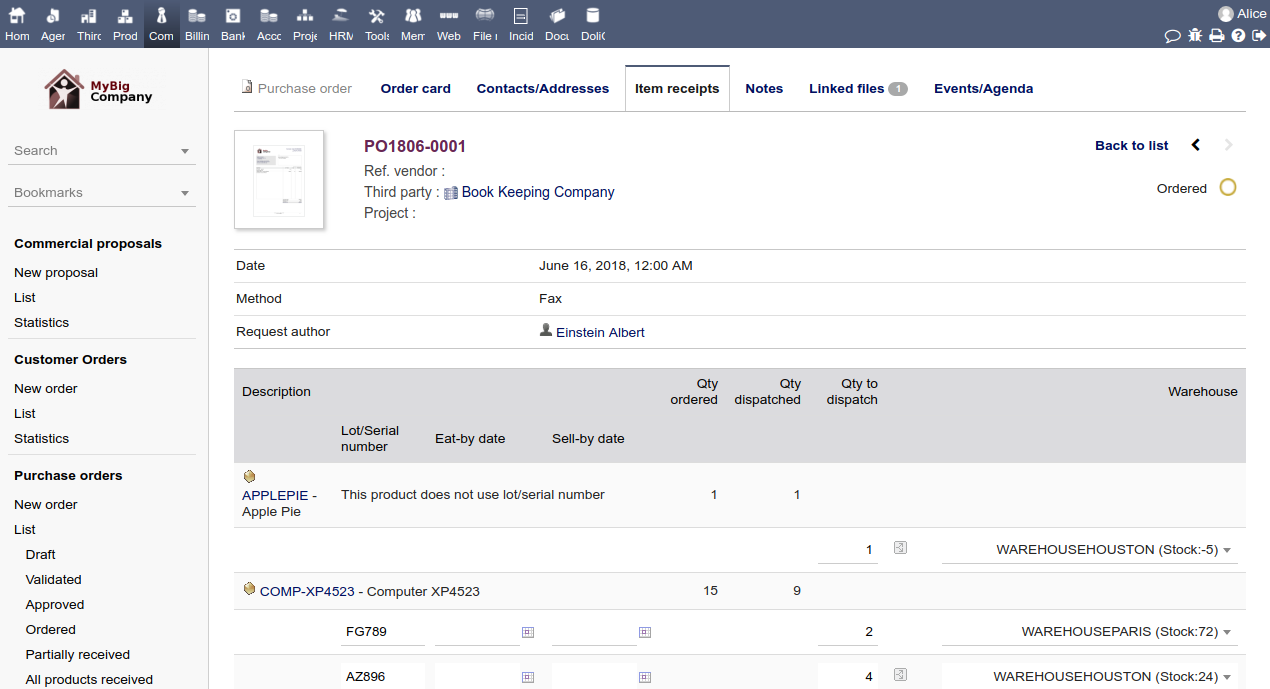 Hom Ager Thirc Prod Com Billin Bank Acco Proje HRM Tools Mem Web File Incid Docu DoliC
Alice
MyBig
Company
Search
Bookmarks
Commercial proposals
New proposal
List
Statistics
Customer Orders
New order
List
Statistics
Purchase orders
New order
List
Draft
Validated
Approved
Ordered
Partially received
All products received
Purchase order Order card Contacts/Addresses Item receipts Notes Linked files 1 Events/Agenda
PO1806-0001
Back to list
Ref. vendor :
Third party : Book Keeping Company
Ordered
Project :
Date June 16, 2018, 12:00 AM
Method Fax
Request author Einstein Albert
Description Qty ordered Qty dispatched Qty to dispatch Warehouse
Lot/Serial number Eat-by date Sell-by date
APPLEPIE - Apple Pie This product does not use lot/serial number 1 1
1 WAREHOUSEHOUSTON (Stock:-5)
COMP-XP4523 - Computer XP4523 15 9
FG789 2 WAREHOUSEPARIS (Stock:72)
AZ896 4 WAREHOUSEHOUSTON (Stock:24)